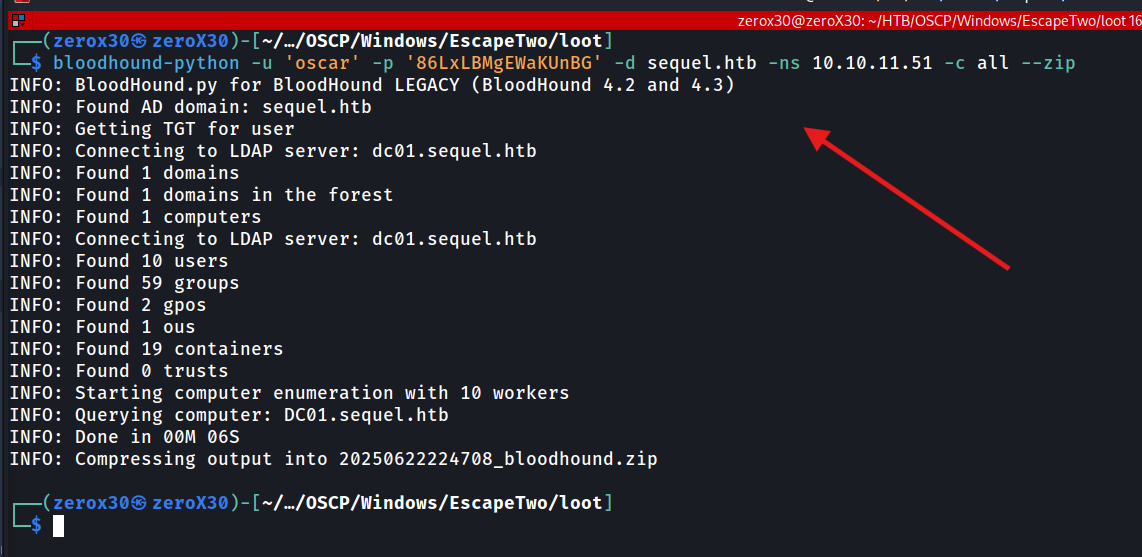 zerox30@zeroX30: ~/HTB/OSCP/Windows/EscapeTwo/loot 16
┌──(zerox30㉿ zeroX30)-[~/…/OSCP/Windows/EscapeTwo/loot]
└─$ bloodhound-python -u 'oscar' -p '86LxLBMgEWaKUnBG' -d sequel.htb -ns 10.10.11.51 -c all --zip
INFO: BloodHound.py for BloodHound LEGACY (BloodHound 4.2 and 4.3)
INFO: Found AD domain: sequel.htb
INFO: Getting TGT for user
INFO: Connecting to LDAP server: dc01.sequel.htb
INFO: Found 1 domains
INFO: Found 1 domains in the forest
INFO: Found 1 computers
INFO: Connecting to LDAP server: dc01.sequel.htb
INFO: Found 10 users
INFO: Found 59 groups
INFO: Found 2 gpos
INFO: Found 1 ous
INFO: Found 19 containers
INFO: Found 0 trusts
INFO: Starting computer enumeration with 10 workers
INFO: Querying computer: DC01.sequel.htb
INFO: Done in 00M 06S
INFO: Compressing output into 20250622224708_bloodhound.zip
┌──(zerox30㉿ zeroX30)-[~/…/OSCP/Windows/EscapeTwo/loot]
└─$